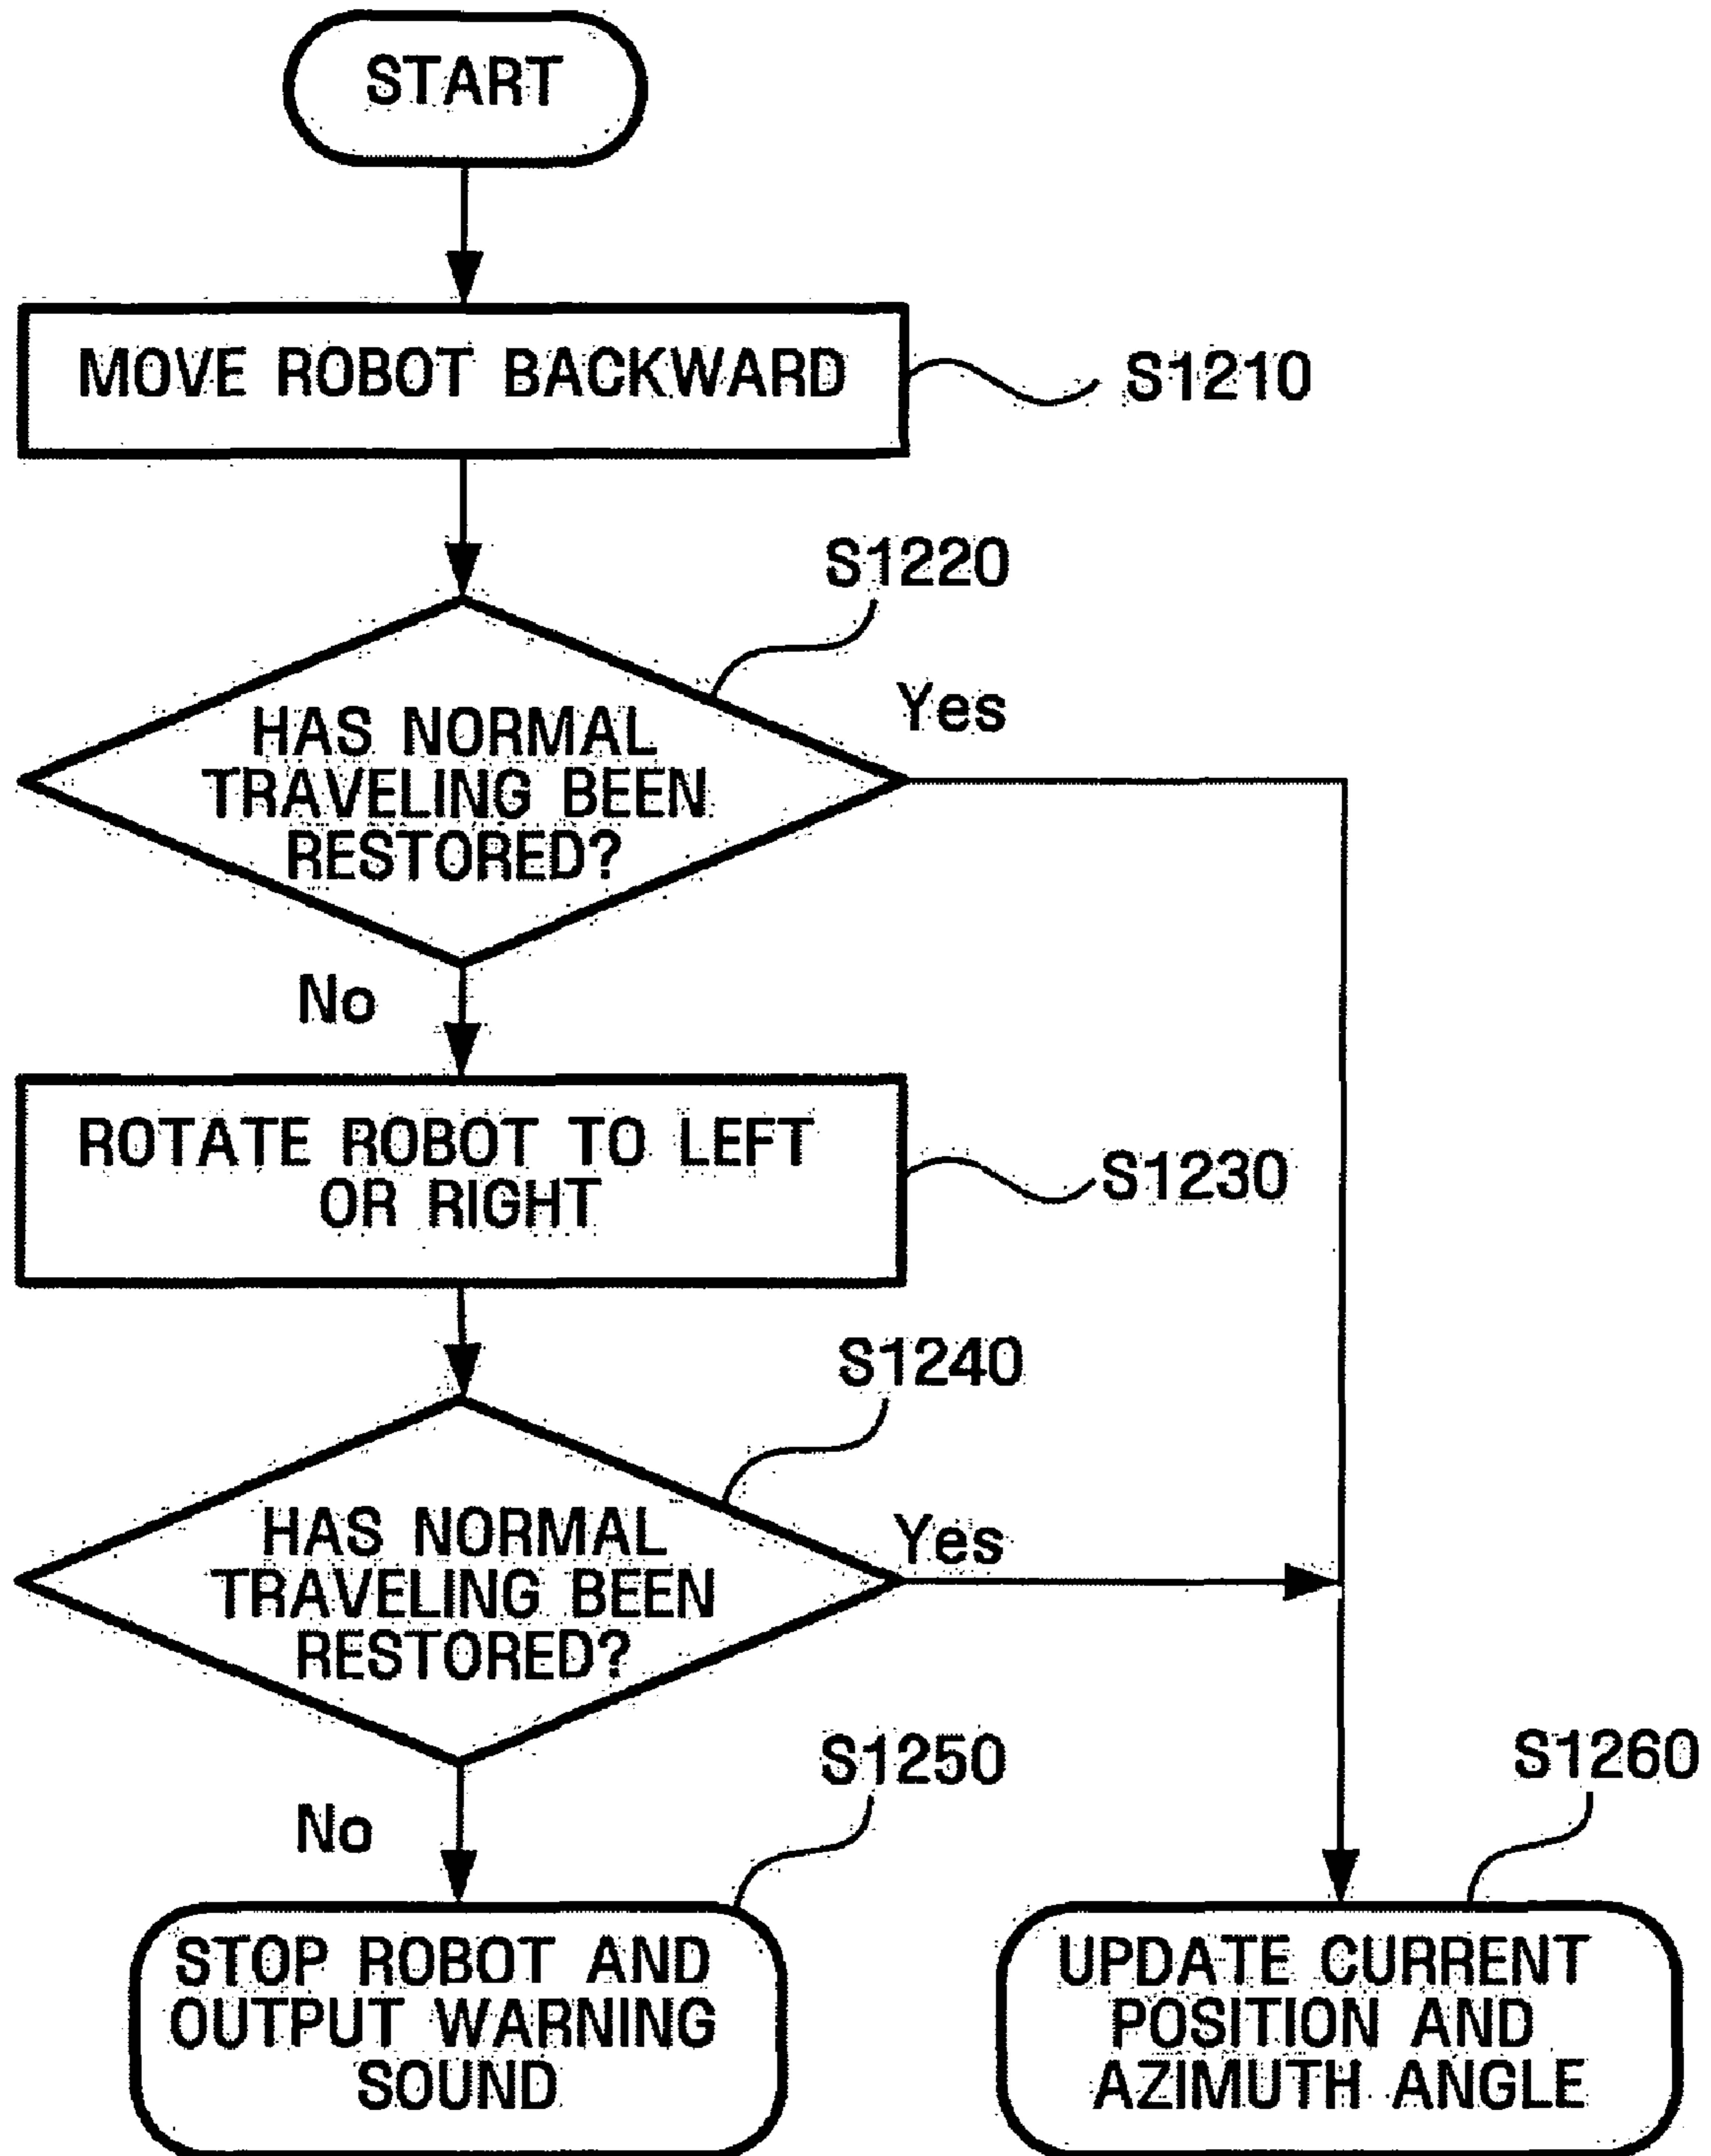 START
MOVE ROBOT BACKWARD
S1210
S1220
HAS NORMAL
TRAVELING BEEN
RESTORED?
Yes
No
ROTATE ROBOT TO LEFT
OR RIGHT
S1230
S1240
HAS NORMAL
TRAVELING BEEN
RESTORED?
Yes
No
S1250
STOP ROBOT AND
OUTPUT WARNING
SOUND
S1260
UPDATE CURRENT
POSITION AND
AZIMUTH ANGLE